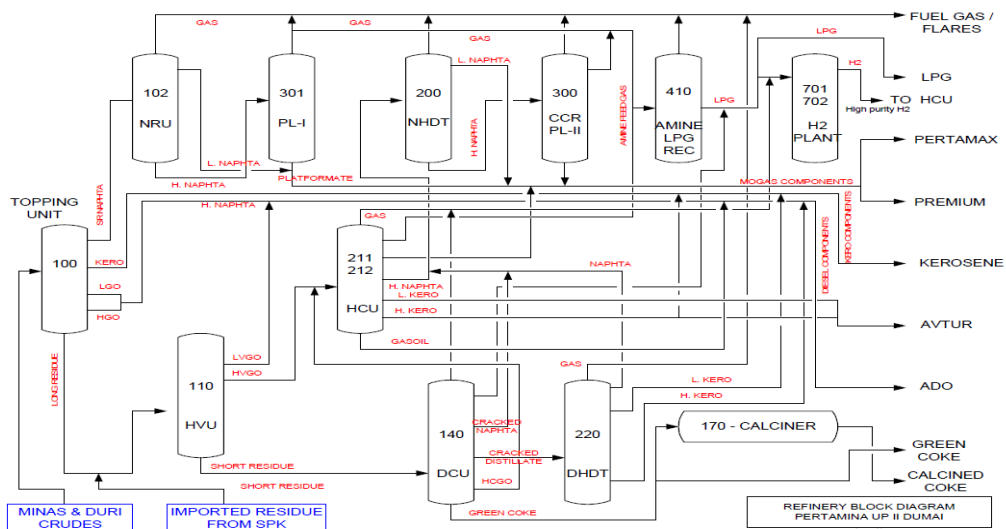 GAS
FUEL GAS /
FLARES
GAS
GAS
LPG
L. NAPHTA
H2
102
NRU
301
PL-I
200
NHDT
300
CCR
PL-II
410
AMINE
LPG
REC
701
702
H2
PLANT
LPG
TO HCU
High purity H2
LPG
AMINE FEED GAS
H. NAPHTA
PERTAMAX
L. NAPHTA
H. NAPHTA
PLATFORMATE
MOGAS COMPONENTS
SR NAPHTA
H. NAPHTA
PREMIUM
TOPPING
UNIT
GAS
100
KERO
LGO
HGO
211
212
HCU
NAPHTA
H. NAPHTA
L. KERO
H. KERO
GASOIL
DIESEL COMPONENTS
KERO COMPONENTS
KEROSENE
AVTUR
LONG RESIDUE
110
HVU
LVGO
HVGO
GAS
L. KERO
H. KERO
ADO
140
DCU
CRACKED
NAPHTA
CRACKED
DISTILLATE
HCGO
220
DHDT
170 - CALCINER
GREEN
COKE
CALCINED
COKE
SHORT RESIDUE
SHORT RESIDUE
GREEN COKE
MINAS & DURI
CRUDES
IMPORTED RESIDUE
FROM SPK
REFINERY BLOCK DIAGRAM
PERTAMINA UP II DUMAI